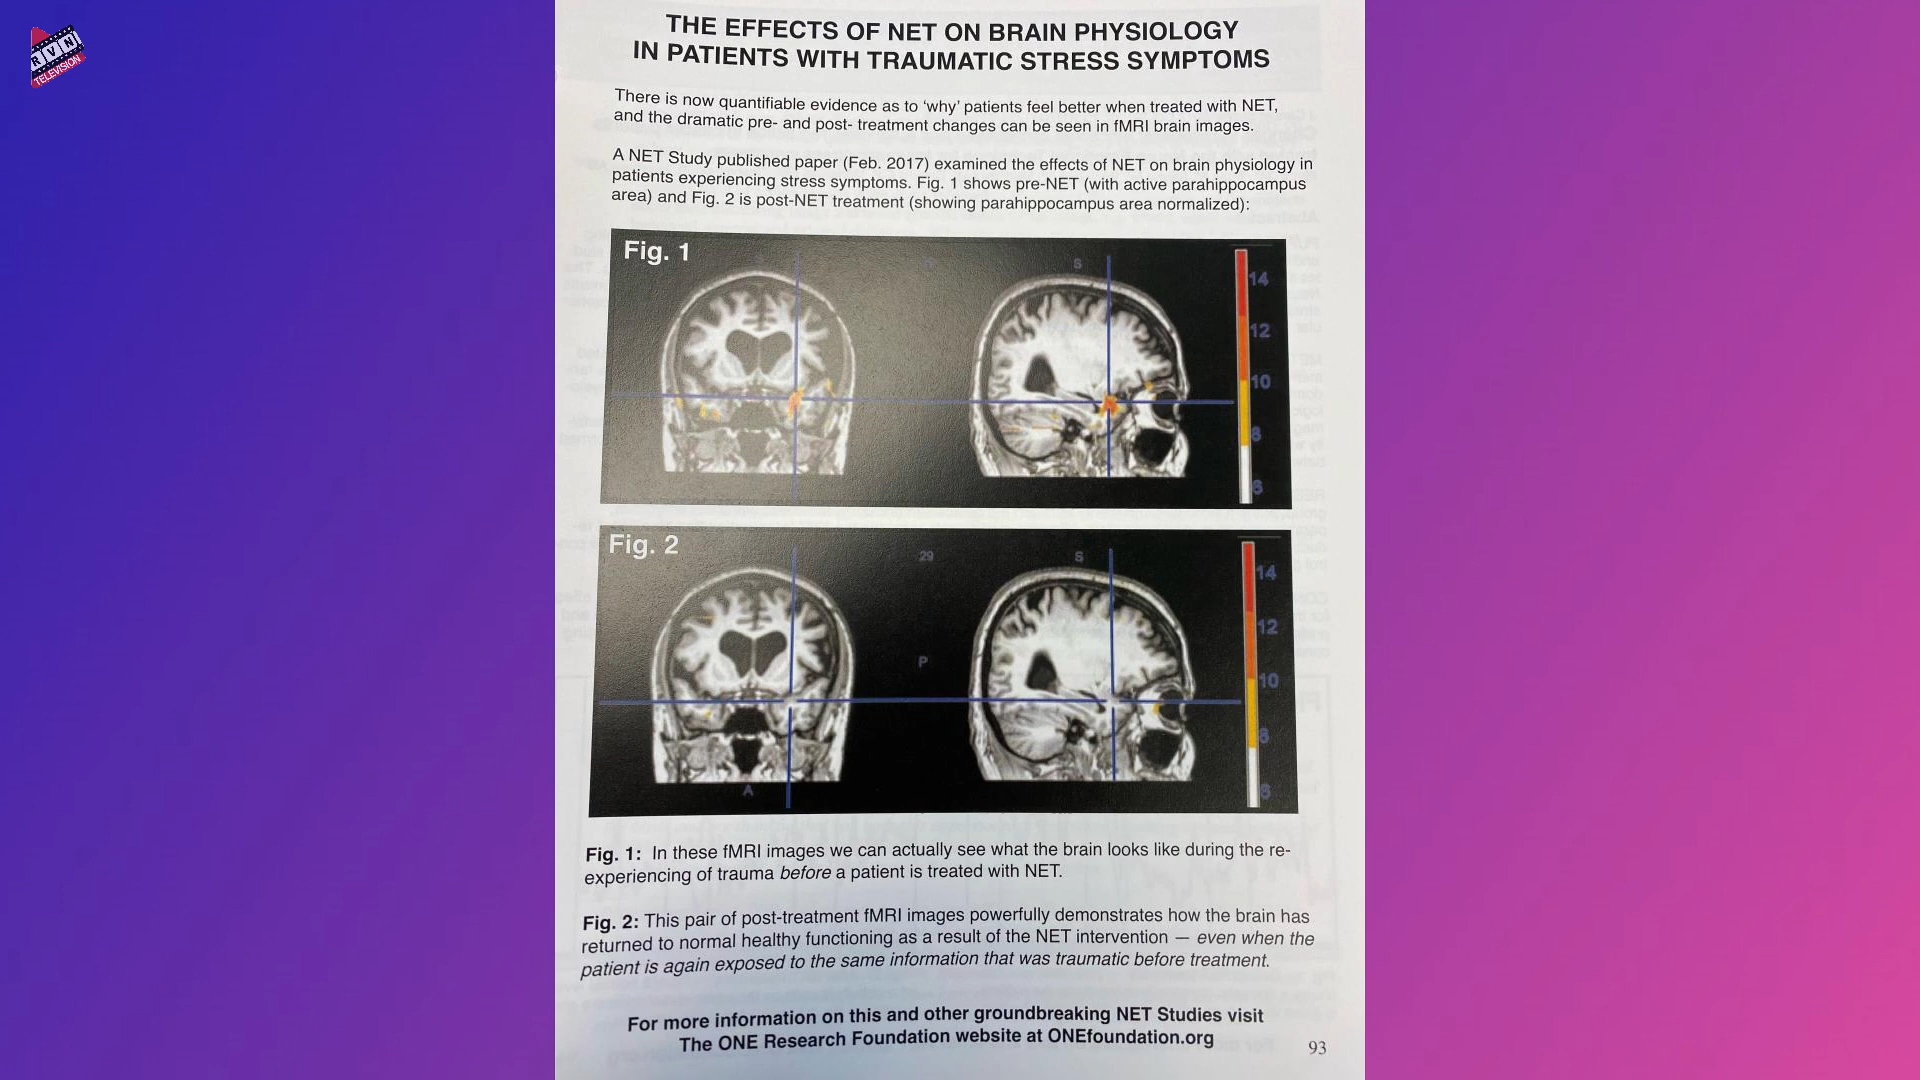 RVN
TELEVISION
THE EFFECTS OF NET ON BRAIN PHYSIOLOGY
IN PATIENTS WITH TRAUMATIC STRESS SYMPTOMS
There is now quantifiable evidence as to 'why' patients feel better when treated with NET,
and the dramatic pre- and post- treatment changes can be seen in fMRI brain images.
A NET Study published paper (Feb. 2017) examined the effects of NET on brain physiology in
patients experiencing stress symptoms. Fig. 1 shows pre-NET (with active parahippocampus
area) and Fig. 2 is post-NET treatment (showing parahippocampus area normalized):
Fig. 1
S
14
12
10
8
6
Fig. 2
29
S
14
12
10
P
8
6
A
Fig. 1: In these fMRI images we can actually see what the brain looks like during the re-
experiencing of trauma before a patient is treated with NET.
Fig. 2: This pair of post-treatment fMRI images powerfully demonstrates how the brain has
returned to normal healthy functioning as a result of the NET intervention — even when the
patient is again exposed to the same information that was traumatic before treatment.
For more information on this and other groundbreaking NET Studies visit
The ONE Research Foundation website at ONEfoundation.org
93